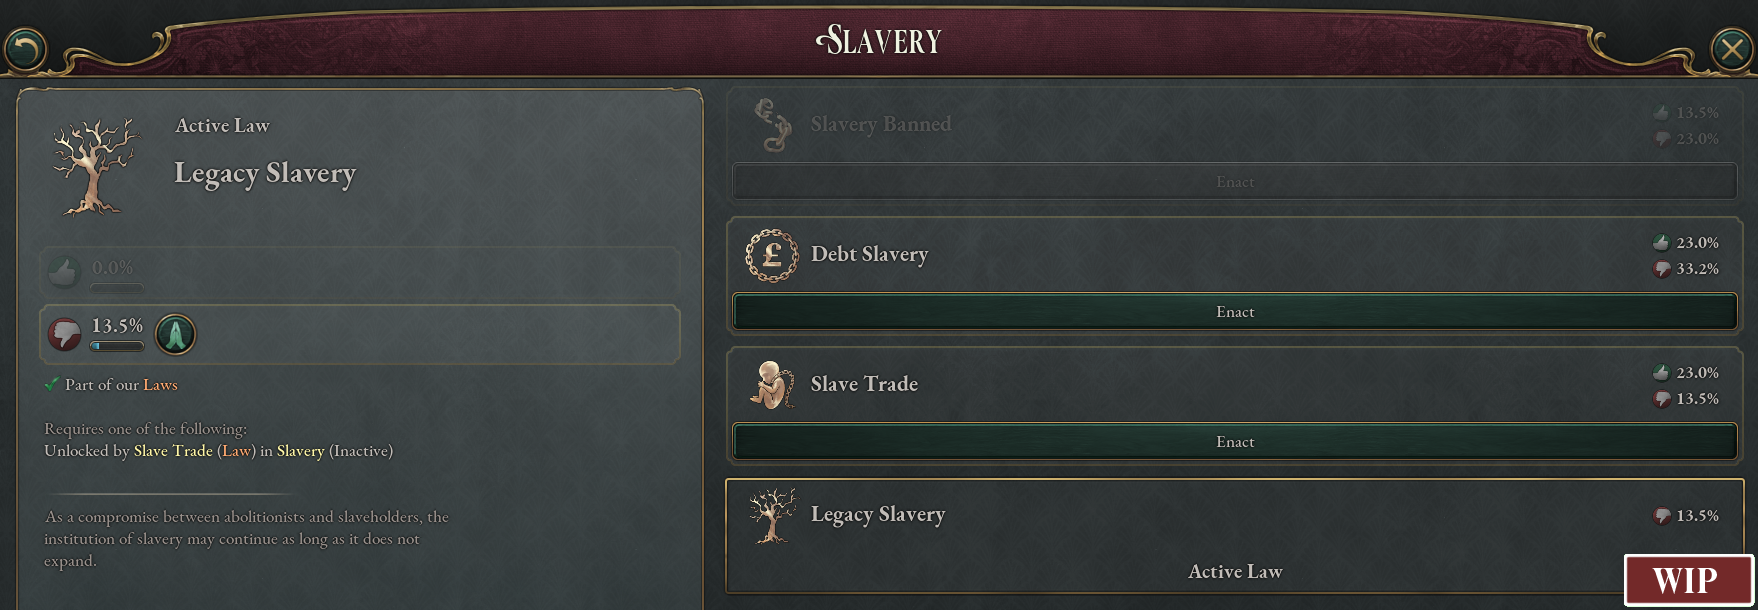 SLAVERY
Active Law
Legacy Slavery
0.0%
13.5%
Part of our Laws
Requires one of the following:
Unlocked by Slave Trade (Law) in Slavery (Inactive)
As a compromise between abolitionists and slaveholders, the
institution of slavery may continue as long as it does not
expand.
Slavery Banned
13.5%
23.0%
Enact
Debt Slavery
23.0%
33.2%
Enact
Slave Trade
23.0%
13.5%
Enact
Legacy Slavery
13.5%
Active Law
WIP